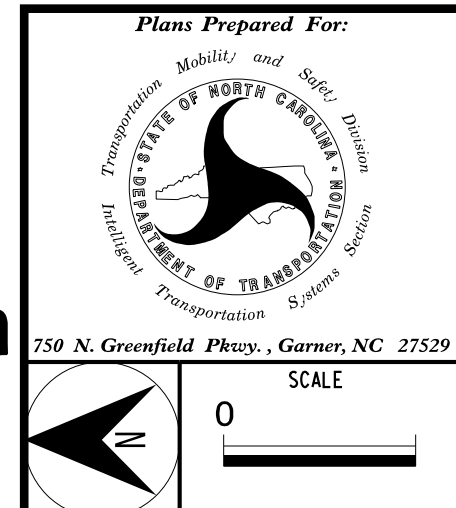 Plans Prepared For:
Transportation Mobility and Safety Division
STATE OF NORTH CAROLINA
DEPARTMENT OF TRANSPORTATION
Intelligent Transportation Systems Section
750 N. Greenfield Pkwy., Garner, NC 27529
SCALE
0
N